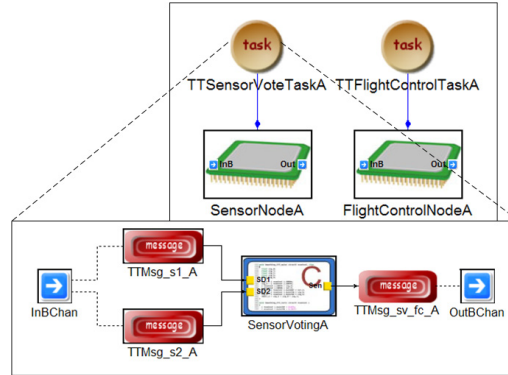 task
task
TTSensorVoteTaskA
TTFlightControlTaskA
InB
Out
InB
Out
SensorNodeA
FlightControlNodeA
message
TTMsg_s1_A
InBChan
SD1
SD2
C
Sen
SensorVotingA
message
TTMsg_sv_fc_A
OutBChan
message
TTMsg_s2_A